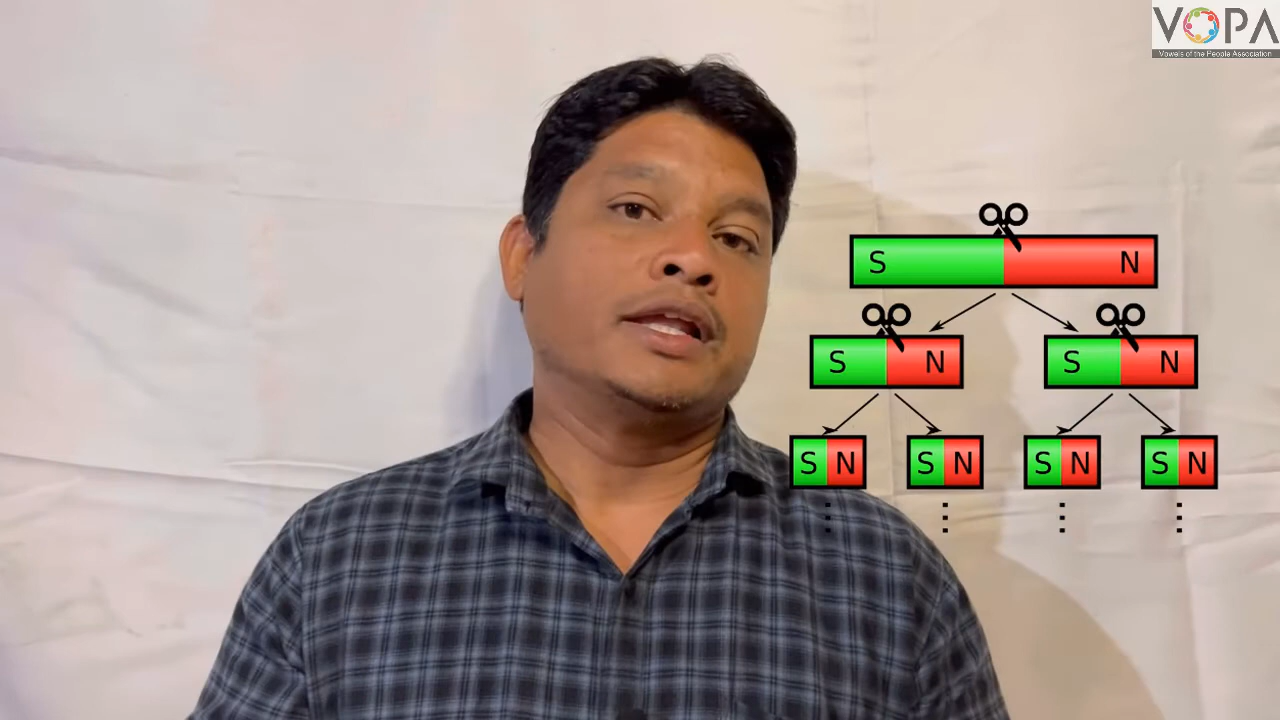 VOPA
Vowels of the People Association
S N
S N S N
S N S N S N S N